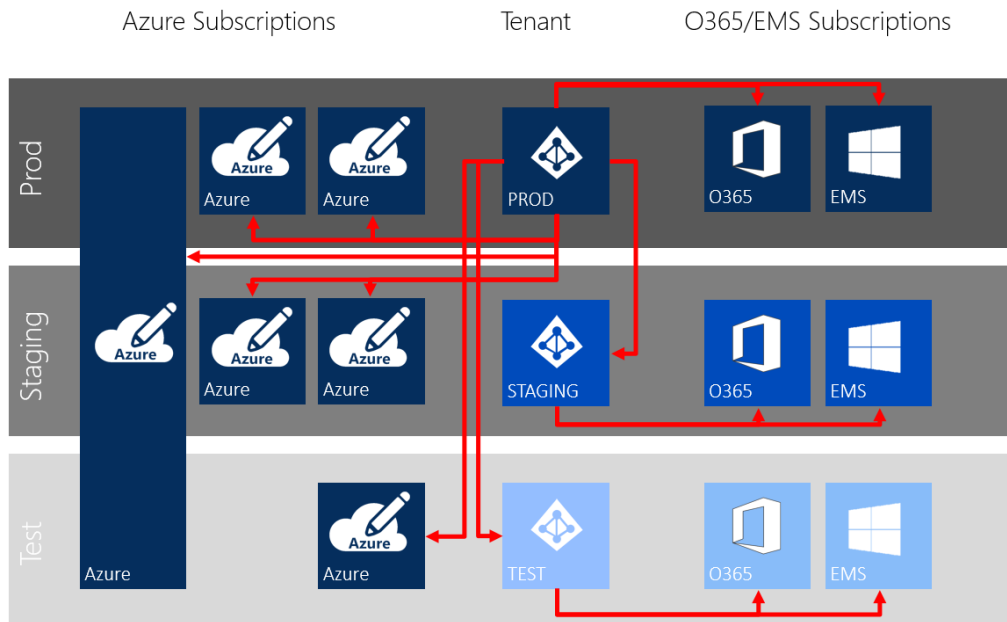 Azure Subscriptions
Tenant
O365/EMS Subscriptions
Prod
Azure
Azure
Azure
Azure
PROD
O365
EMS
Staging
Azure
Azure
Azure
Azure
Azure
STAGING
O365
EMS
Test
Azure
Azure
Azure
TEST
O365
EMS